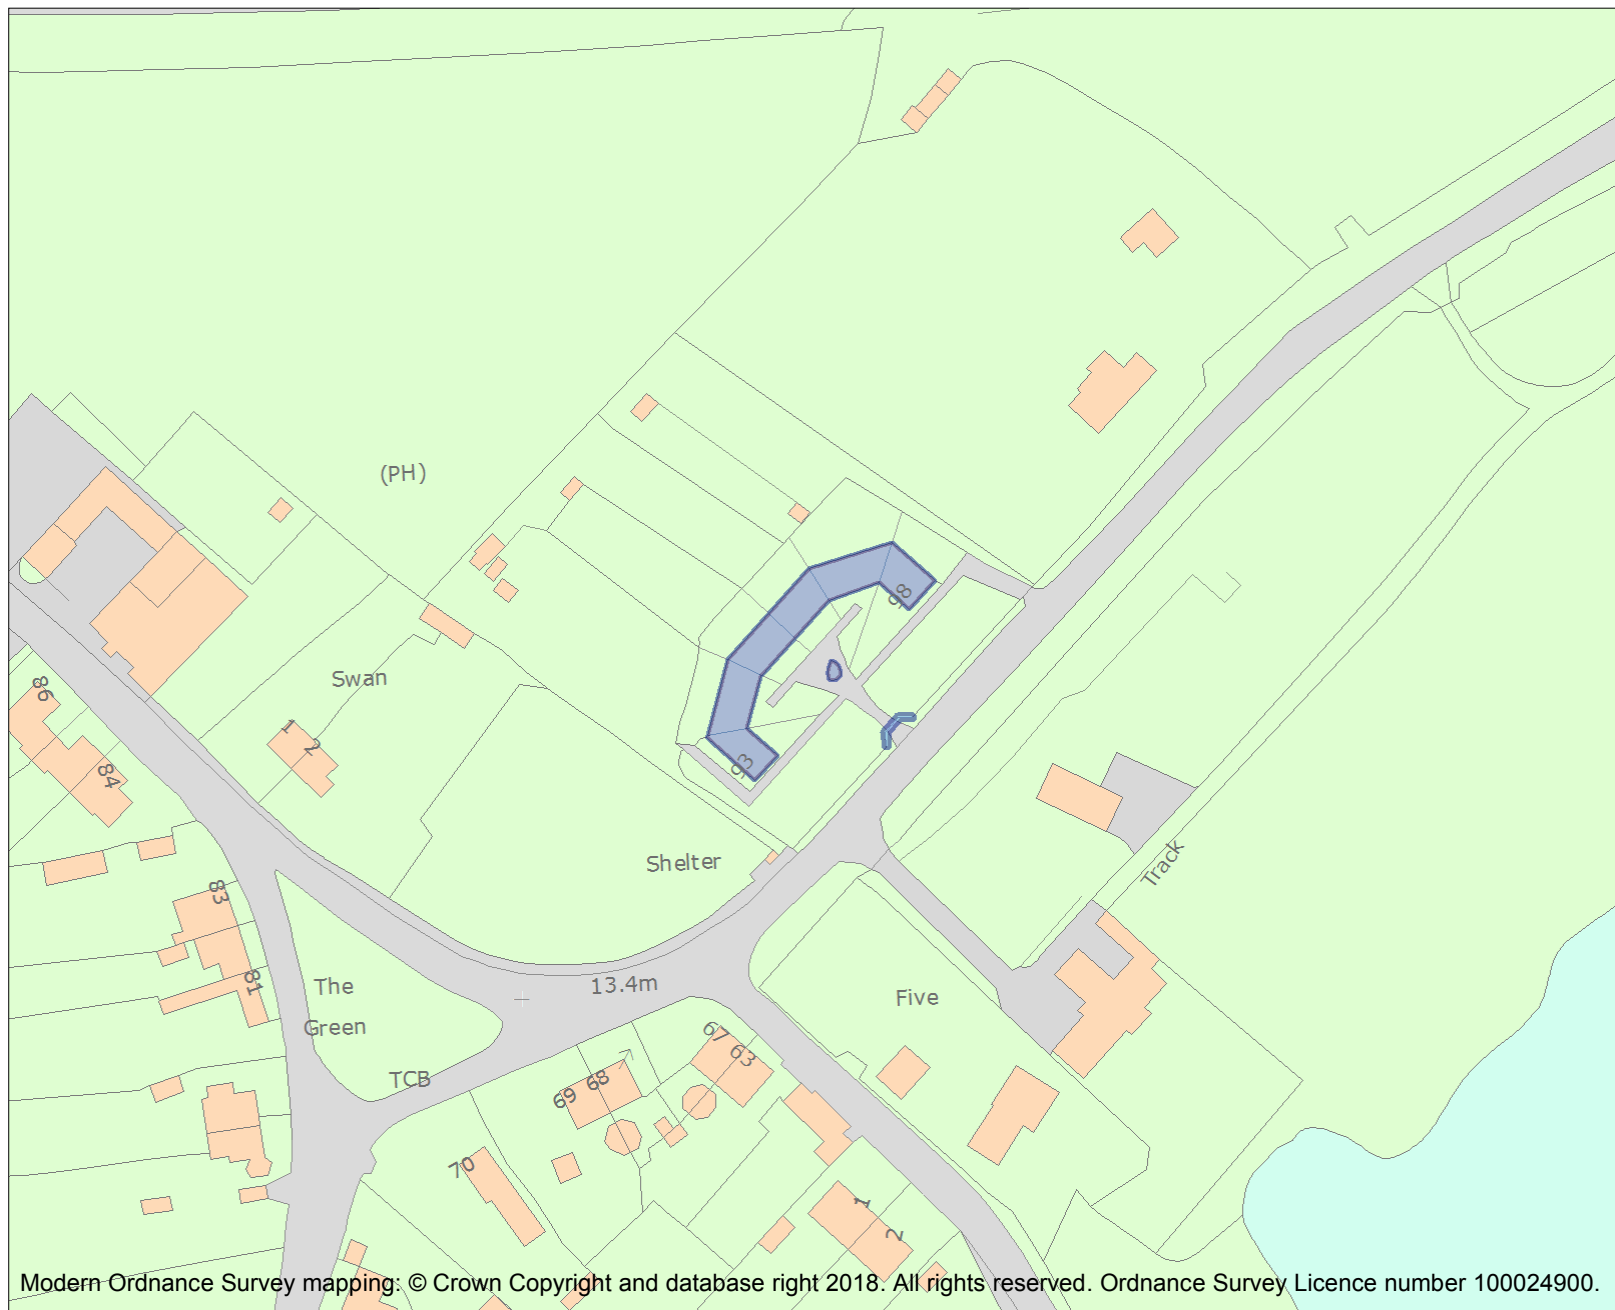 (PH)
98
Swan
86
1
2
93
84
Shelter
Track
83
81
The
Green
13.4m
Five
67
63
TCB
69
68
70
1
2
Modern Ordnance Survey mapping: © Crown Copyright and database right 2018. All rights reserved. Ordnance Survey Licence number 100024900.